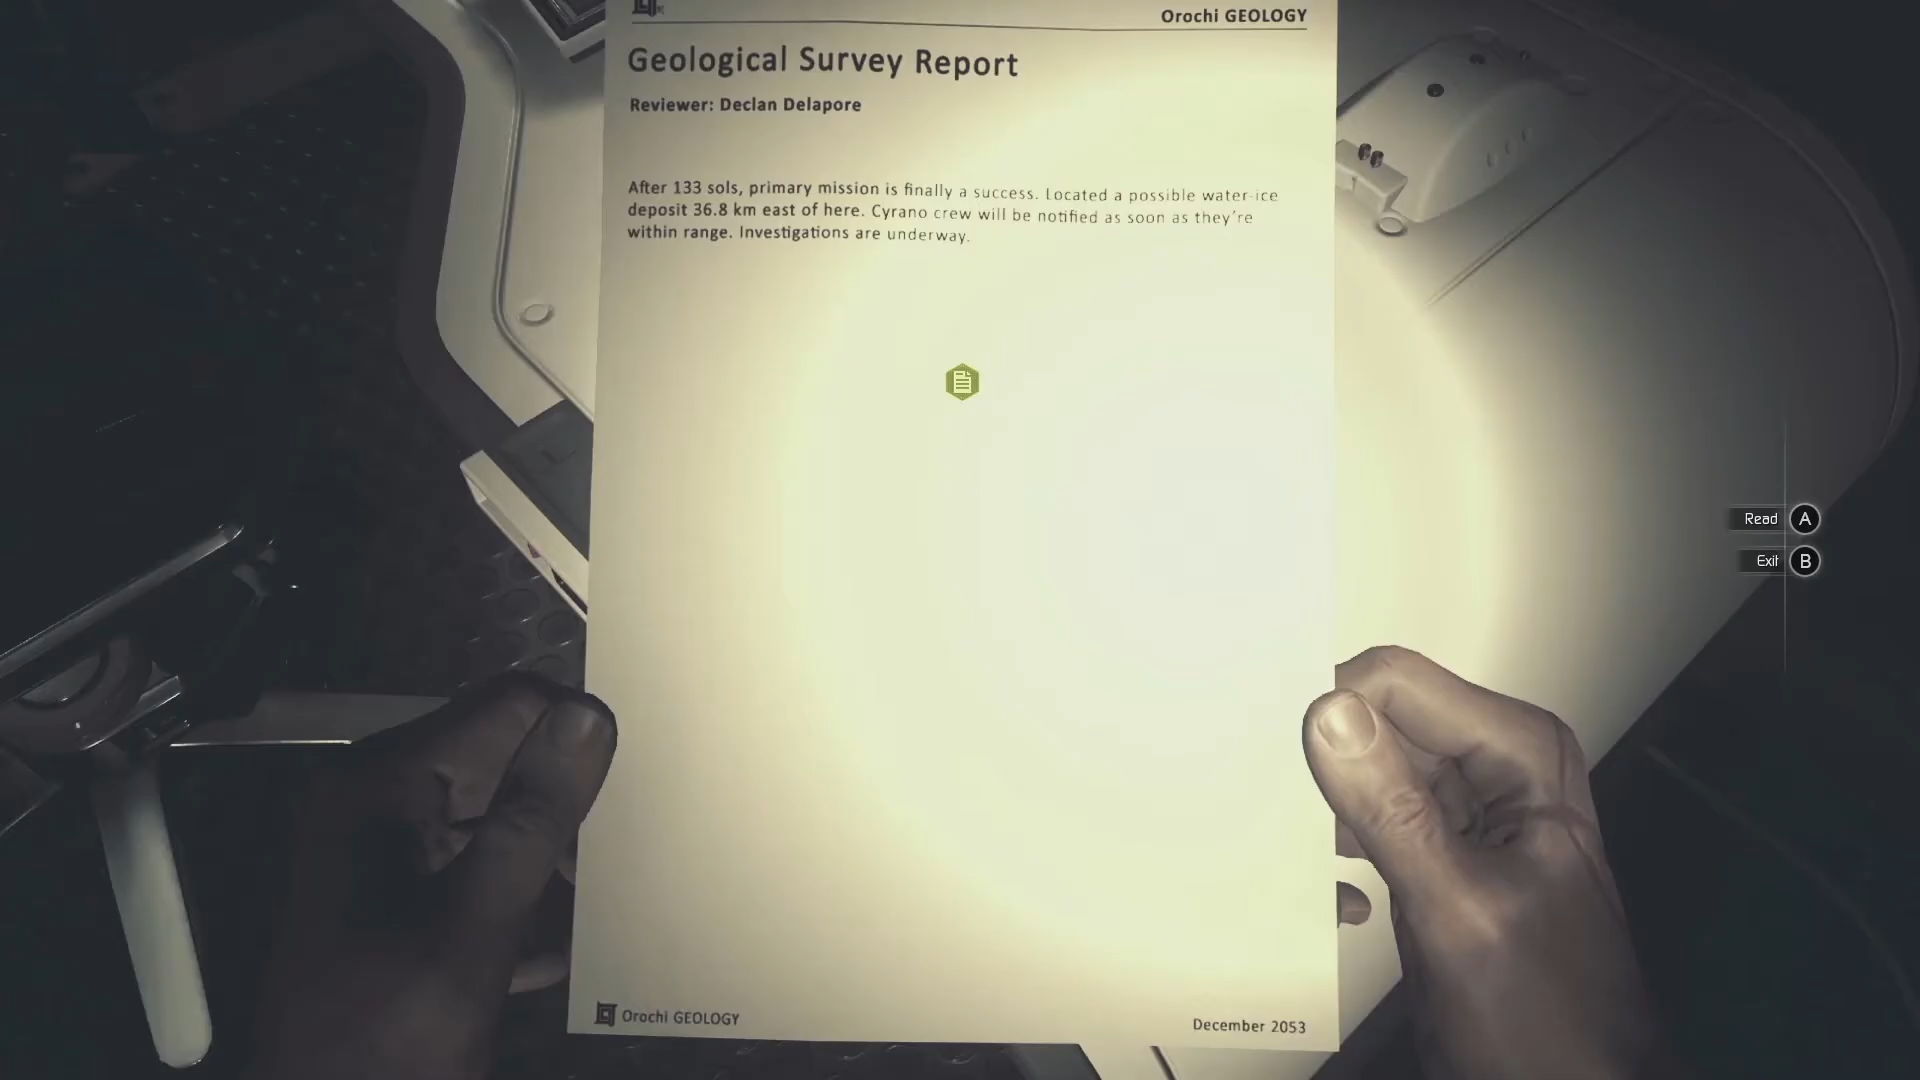 Orochi GEOLOGY
Geological Survey Report
Reviewer: Declan Delapore
After 133 sols, primary mission is finally a success. Located a possible water-ice
deposit 36.8 km east of here. Cyrano crew will be notified as soon as they're
within range. Investigations are underway.
Read A
Exit B
Orochi GEOLOGY
December 2053